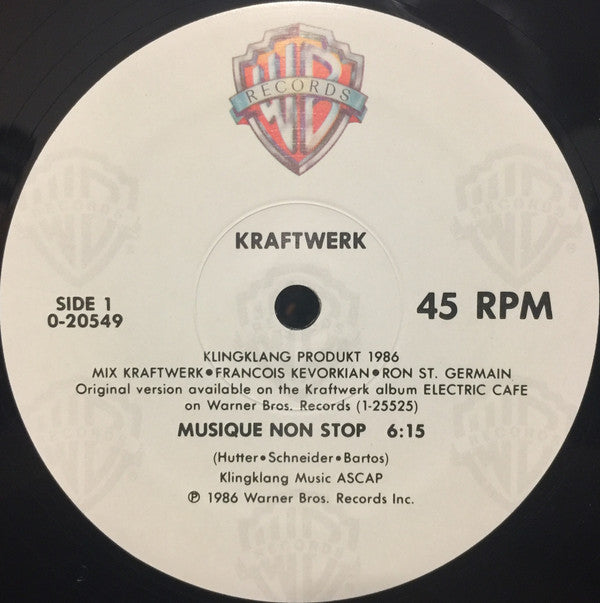 WB
RECORDS
®
KRAFTWERK
SIDE 1
0-20549
45 RPM
KLINGKLANG PRODUKT 1986
MIX KRAFTWERK•FRANCOIS KEVORKIAN•RON ST. GERMAIN
Original version available on the Kraftwerk album ELECTRIC CAFE
on Warner Bros. Records (1-25525)
MUSIQUE NON STOP 6:15
(Hutter•Schneider•Bartos)
Klingklang Music ASCAP
℗ 1986 Warner Bros. Records Inc.